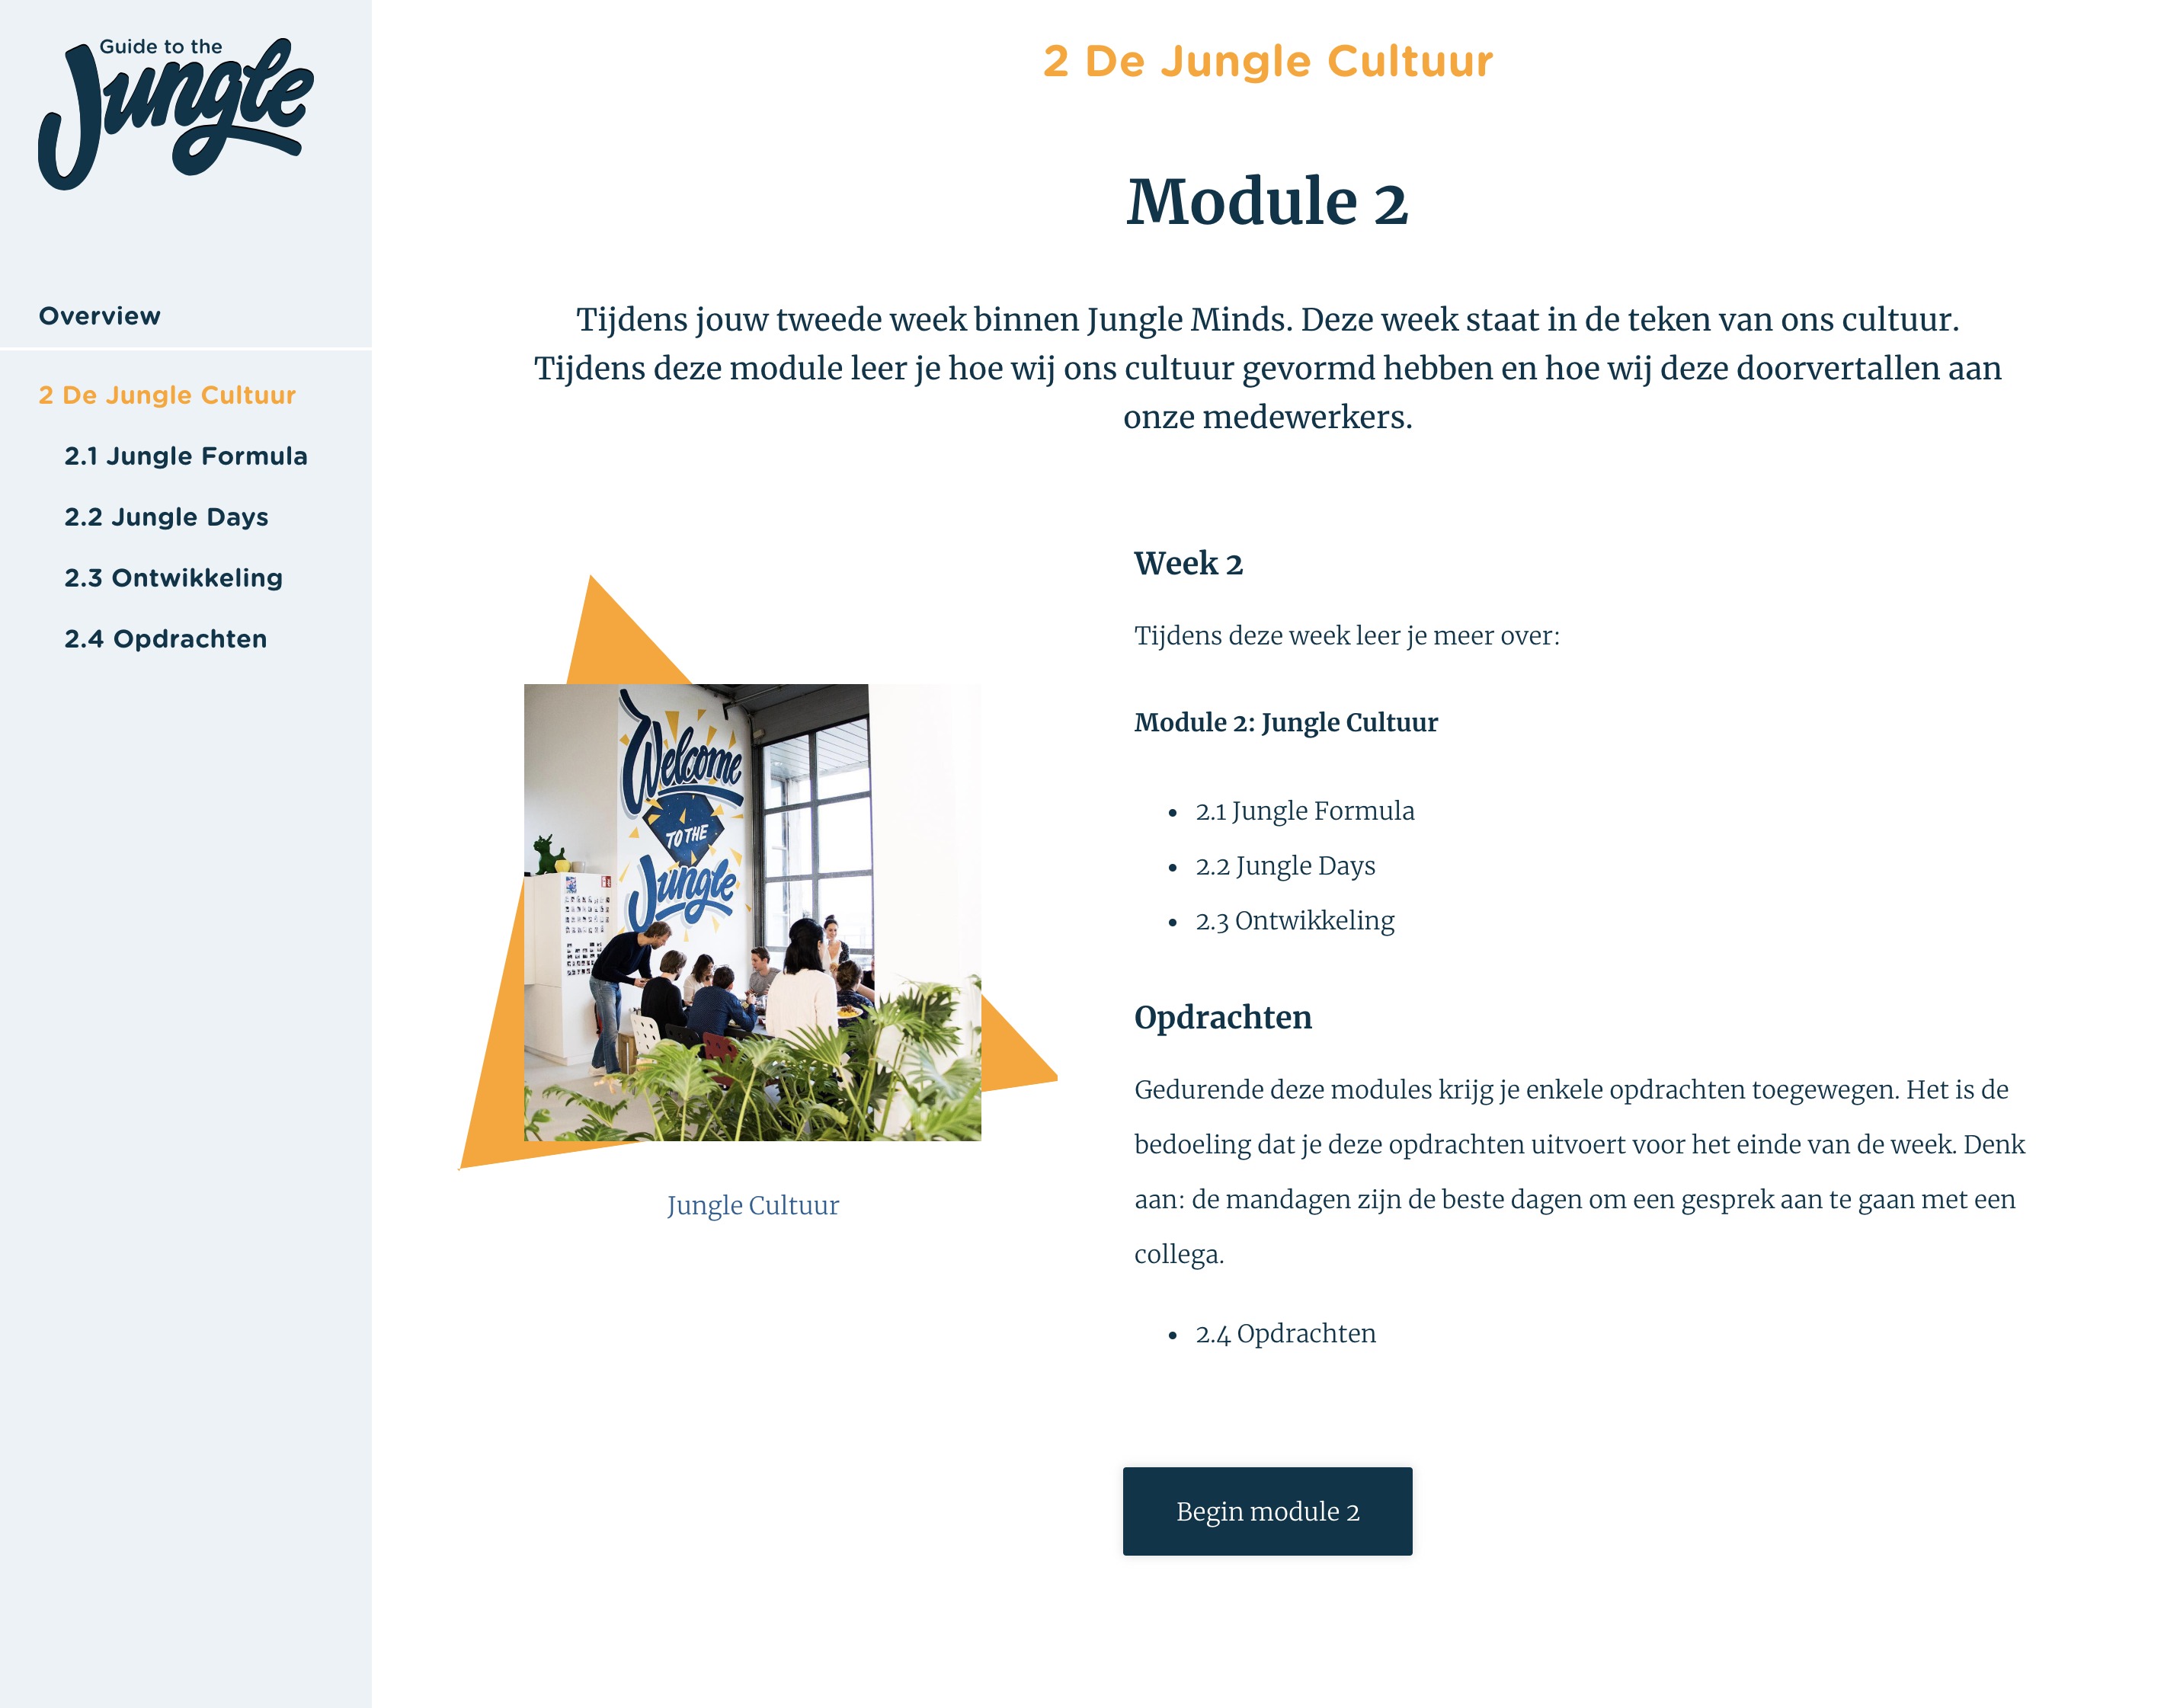 Guide to the
Jungle
Overview
2 De Jungle Cultuur
2.1 Jungle Formula
2.2 Jungle Days
2.3 Ontwikkeling
2.4 Opdrachten
2 De Jungle Cultuur
Module 2
Tijdens jouw tweede week binnen Jungle Minds. Deze week staat in de teken van ons cultuur.
Tijdens deze module leer je hoe wij ons cultuur gevormd hebben en hoe wij deze doorvertallen aan
onze medewerkers.
Welcome
TO THE
Jungle
Jungle Cultuur
Week 2
Tijdens deze week leer je meer over:
Module 2: Jungle Cultuur
• 2.1 Jungle Formula
• 2.2 Jungle Days
• 2.3 Ontwikkeling
Opdrachten
Gedurende deze modules krijg je enkele opdrachten toegewegen. Het is de
bedoeling dat je deze opdrachten uitvoert voor het einde van de week. Denk
aan: de mandagen zijn de beste dagen om een gesprek aan te gaan met een
collega.
• 2.4 Opdrachten
Begin module 2